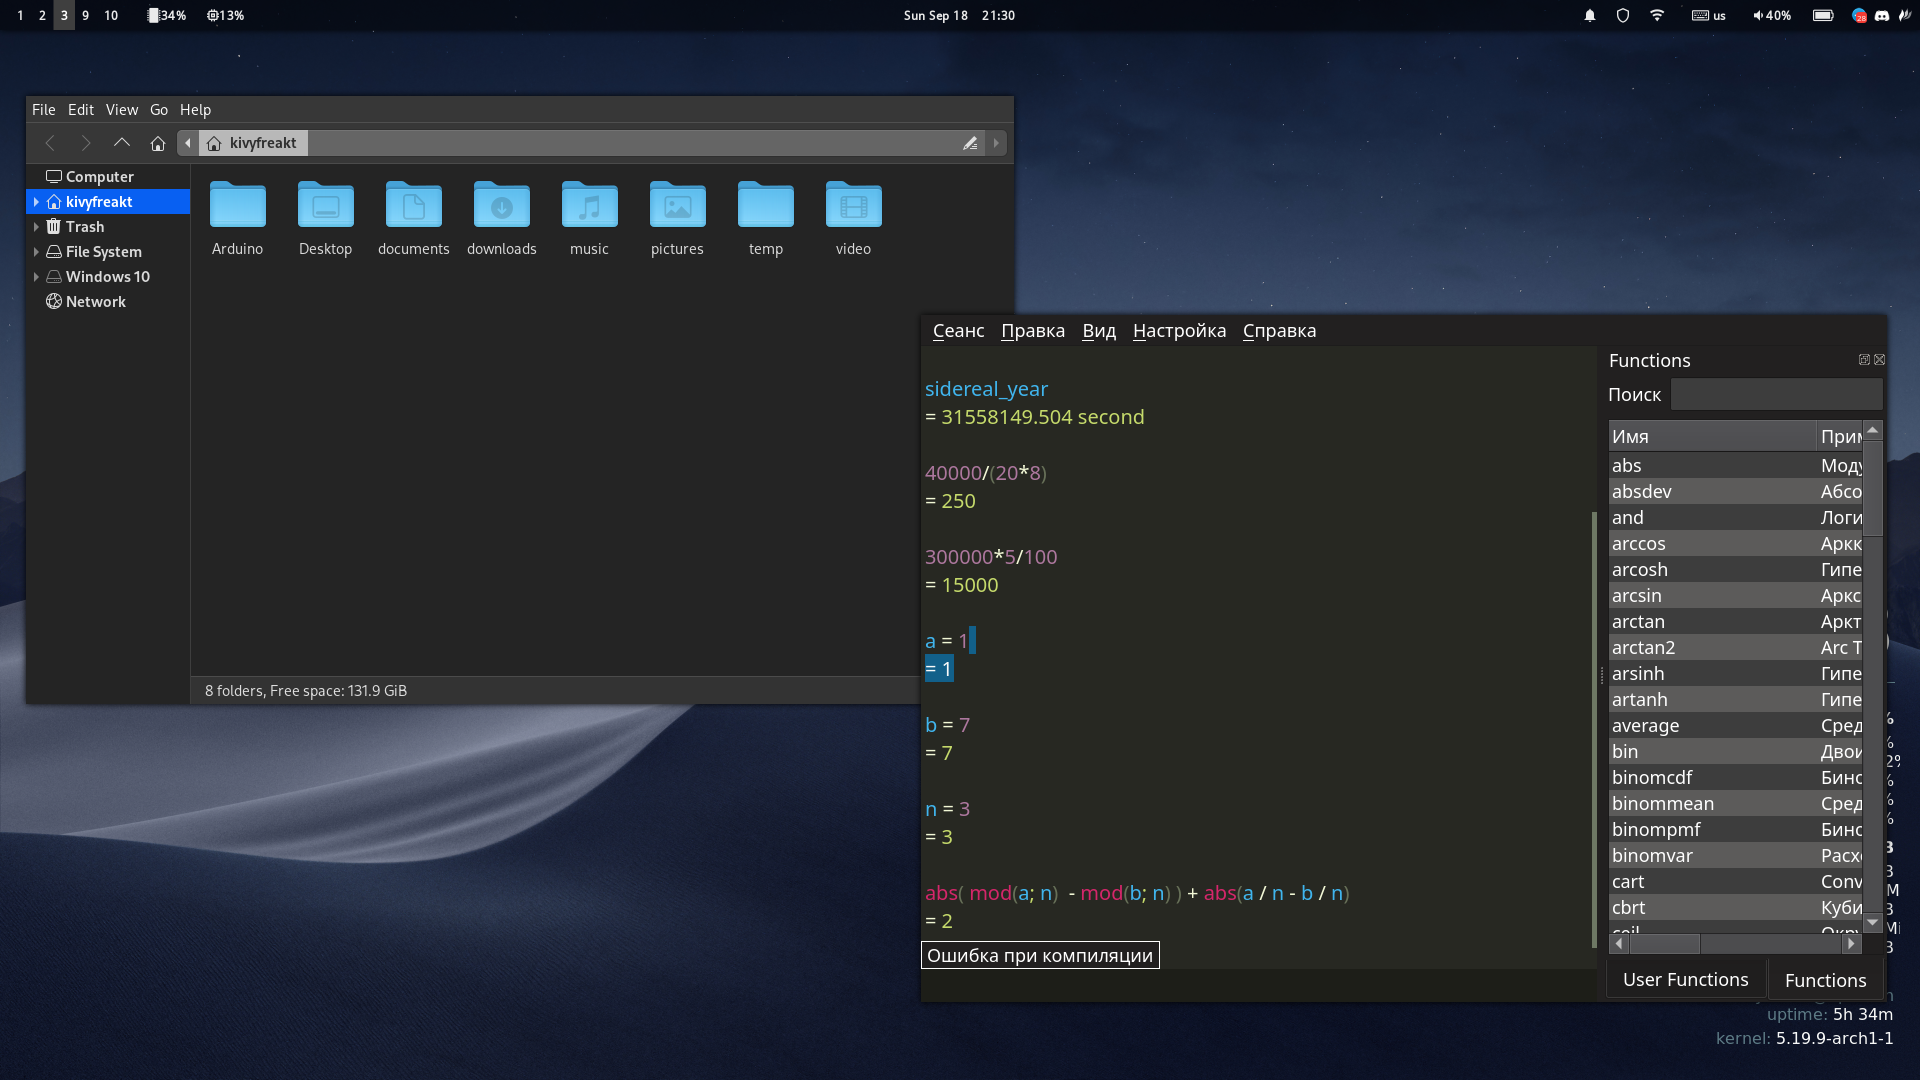 1 2 3 9 10 34% 13%
Sun Sep 18 21:30
us 40% 28
File Edit View Go Help
kivyfreakt
Computer
kivyfreakt
Trash
File System
Windows 10
Network
Arduino Desktop documents downloads music pictures temp video
8 folders, Free space: 131.9 GiB
Сеанс Правка Вид Настройка Справка
sidereal_year
= 31558149.504 second
40000/(20*8)
= 250
300000*5/100
= 15000
a = 1
= 1
b = 7
= 7
n = 3
= 3
abs( mod(a; n)  - mod(b; n) ) + abs(a / n - b / n)
= 2
Ошибка при компиляции
Functions
Поиск
Имя Прим
abs Моду
absdev Абсо
and Логи
arccos Аркк
arcosh Гипе
arcsin Аркс
arctan Аркт
arctan2 Arc T
arsinh Гипе
artanh Гипе
average Сред
bin Двои
binomcdf Бинс
binommean Сред
binompmf Бинс
binomvar Расх
cart Conv
cbrt Куби
ceil Окру
User Functions Functions
uptime: 5h 34m
kernel: 5.19.9-arch1-1